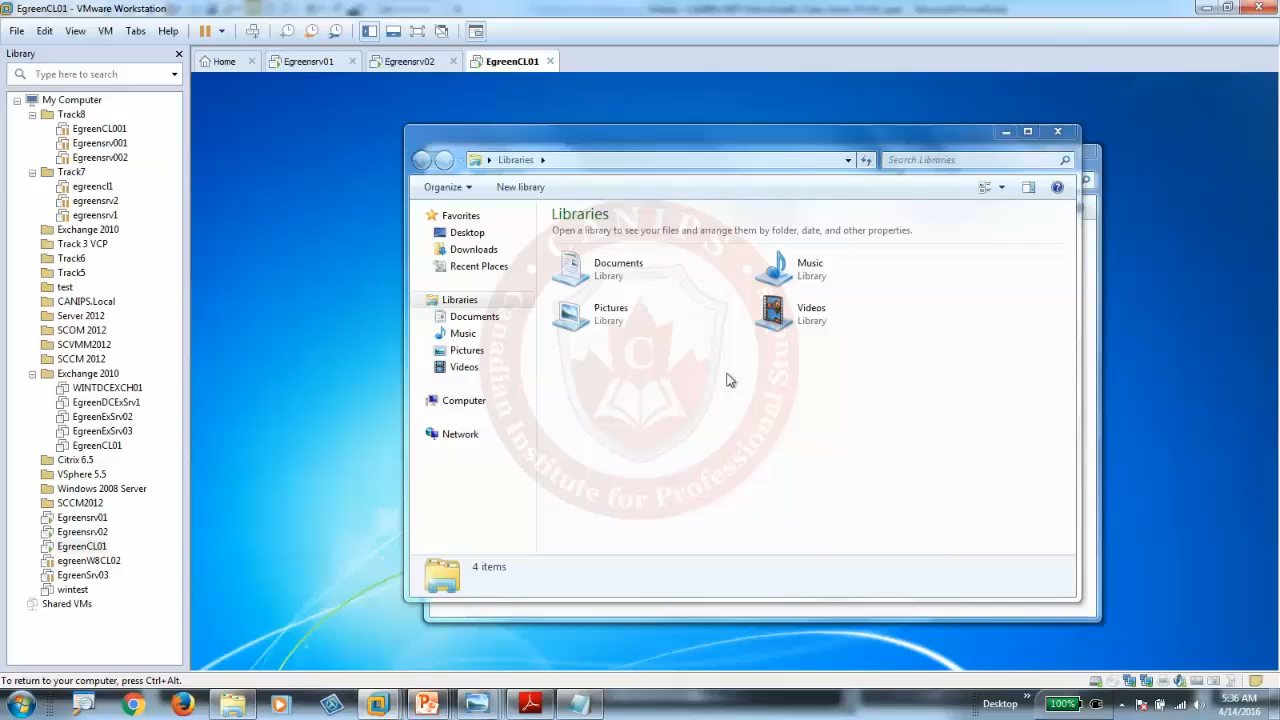 EgreenCL01 - VMware Workstation
File Edit View VM Tabs Help
Library
Type here to search
Home Egreensrv01 Egreensrv02 EgreenCL01
My Computer
Track8
EgreenCL001
Egreensrv001
Egreensrv002
Track7
egreencl1
egreensrv2
egreensrv1
Exchange 2010
Track 3 VCP
Track6
Track5
test
CANIPS.Local
Server 2012
SCOM 2012
SCVMM2012
SCCM 2012
Exchange 2010
WINTDCEXCH01
EgreenDCExSrv1
EgreenExSrv02
EgreenExSrv03
EgreenCL01
Citrix 6.5
VSphere 5.5
Windows 2008 Server
SCCM2012
Egreensrv01
Egreensrv02
EgreenCL01
egreenW8CL02
EgreenSrv03
wintest
Shared VMs
Libraries
Search Libraries
Organize New library
Favorites
Desktop
Downloads
Recent Places
Libraries
Documents
Music
Pictures
Videos
Computer
Network
Libraries
Open a library to see your files and arrange them by folder, date, and other properties.
Documents
Library
Music
Library
Pictures
Library
Videos
Library
CANIPS
C
Canadian Institute for Professional Studies
4 items
To return to your computer, press Ctrl+Alt.
Desktop
100%
5:36 AM
4/14/2016